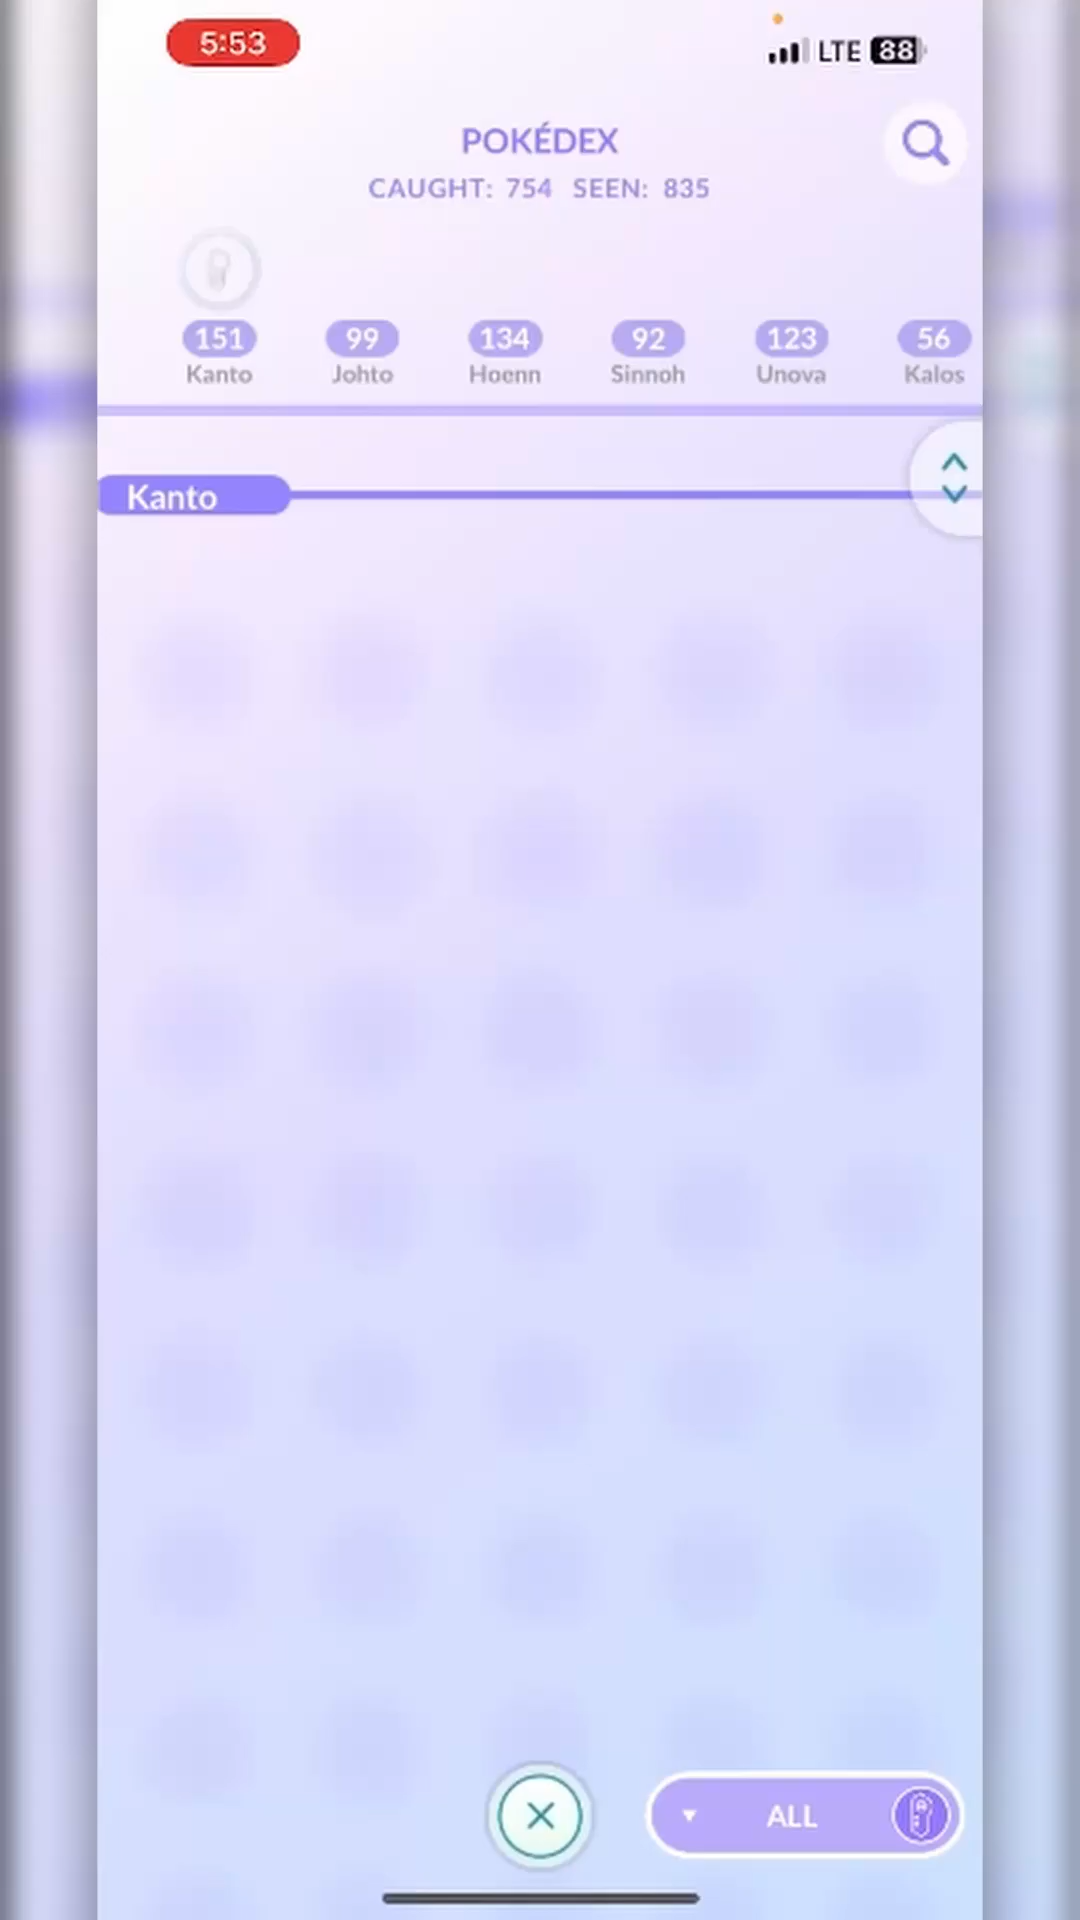 5:53
LTE 88
POKÉDEX
CAUGHT: 754 SEEN: 835
151 99 134 92 123 56
Kanto Johto Hoenn Sinnoh Unova Kalos
Kanto
ALL